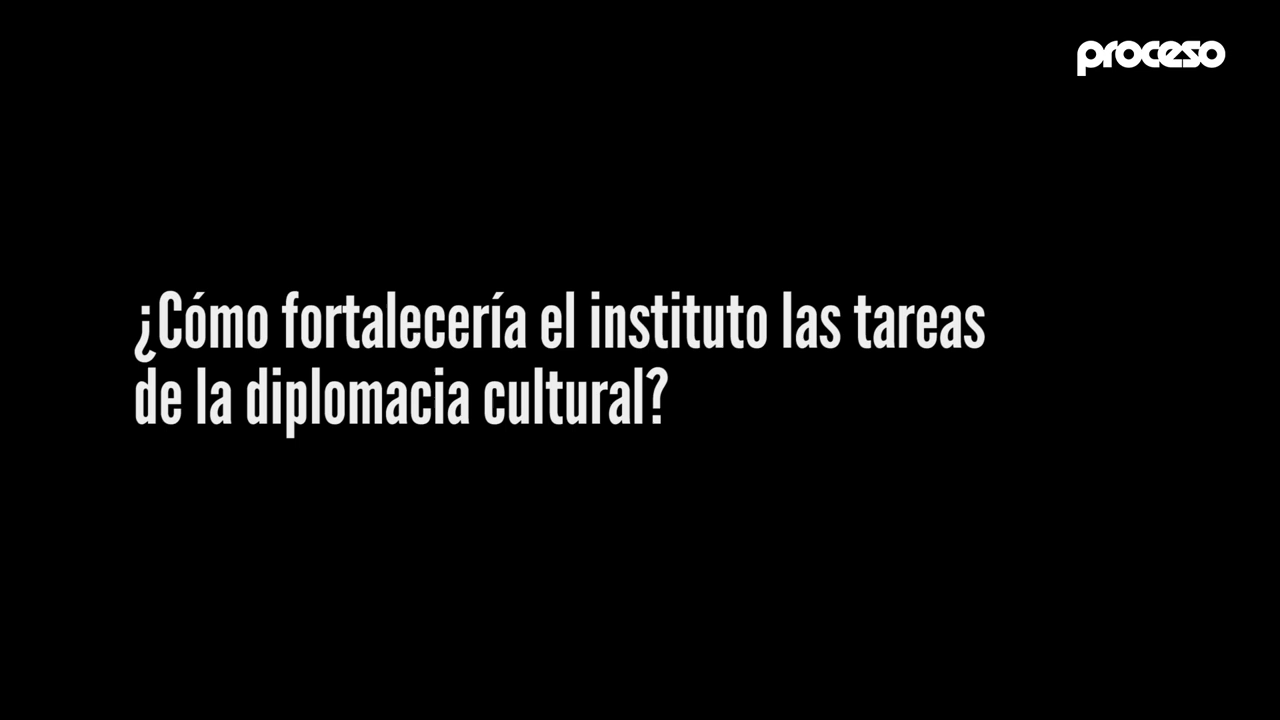 proceso
¿Cómo fortalecería el instituto las tareas
de la diplomacia cultural?